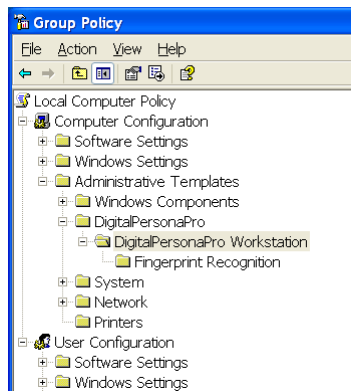 Group Policy
File Action View Help
Local Computer Policy
Computer Configuration
Software Settings
Windows Settings
Administrative Templates
Windows Components
DigitalPersonaPro
DigitalPersonaPro Workstation
Fingerprint Recognition
System
Network
Printers
User Configuration
Software Settings
Windows Settings